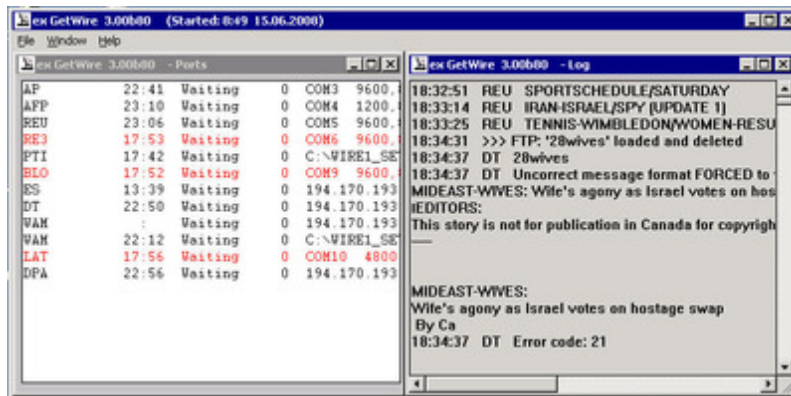 ex GetWire 3.00b80 (Started: 8:49 15.06.2008)
File Window Help
ex GetWire 3.00b80 - Ports
AP 22:41 Waiting 0 COM3 9600,
AFP 23:10 Waiting 0 COM4 1200,
REU 23:06 Waiting 0 COM5 9600,
RE3 17:53 Waiting 0 COM6 9600,
PTI 17:42 Waiting 0 C:\WIRE1_SE
BLO 17:52 Waiting 0 COM9 9600,
ES 13:39 Waiting 0 194.170.193
DT 22:50 Waiting 0 194.170.193
WAM : Waiting 0 194.170.193
WAM 22:12 Waiting 0 C:\WIRE1_SE
LAT 17:56 Waiting 0 COM10 4800
DPA 22:56 Waiting 0 194.170.193
ex GetWire 3.00b80 - Log
18:32:51 REU SPORTSCHEDULE/SATURDAY
18:33:14 REU IRAN-ISRAEL/SPY (UPDATE 1)
18:33:25 REU TENNIS-WIMBLEDON/WOMEN-RESU
18:34:31 >>> FTP: '28wives' loaded and deleted
18:34:37 DT 28wives
18:34:37 DT Uncorrect message format FORCED to
MIDEAST-WIVES: Wife's agony as Israel votes on hos
IEDITORS:
This story is not for publication in Canada for copyrigh
MIDEAST-WIVES:
Wife's agony as Israel votes on hostage swap
By Ca
18:34:37 DT Error code: 21